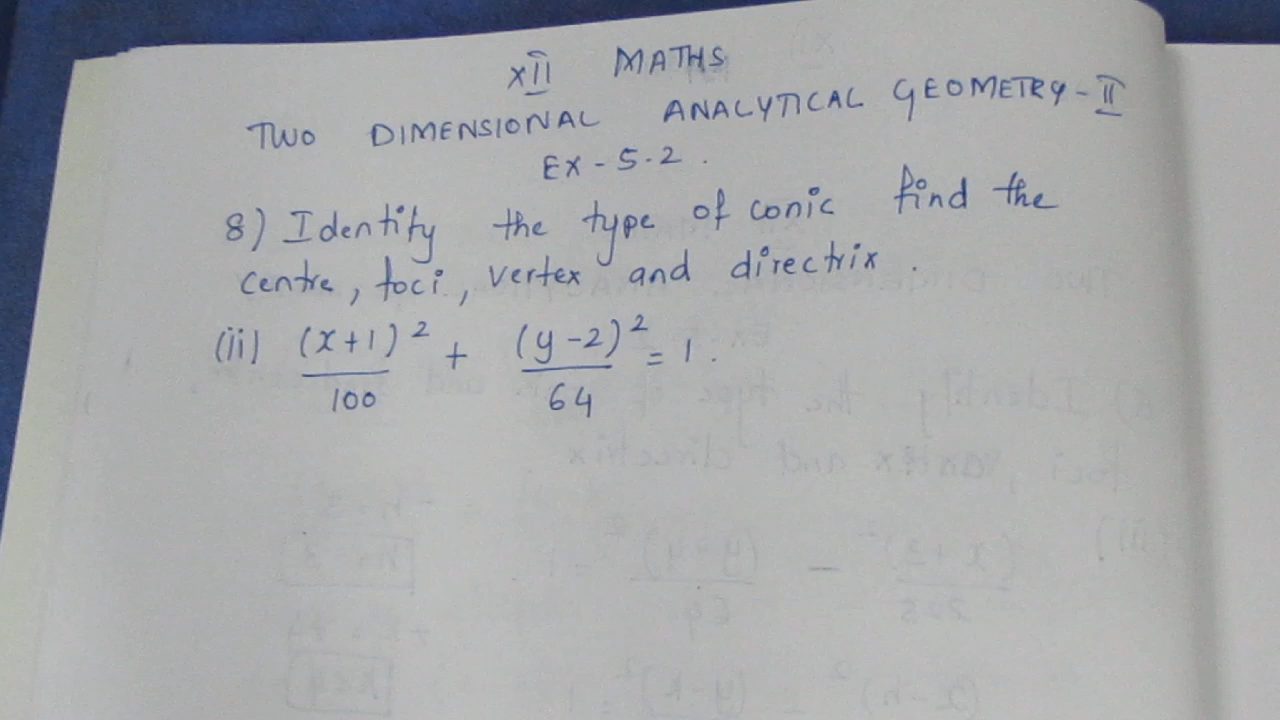 XII MATHS
TWO DIMENSIONAL ANALYTICAL GEOMETRY - II
EX - 5.2.
8) Identify the type of conic find the
centre, foci, vertex and directrix.
(ii) (x+1)²/100 + (y-2)²/64 = 1.